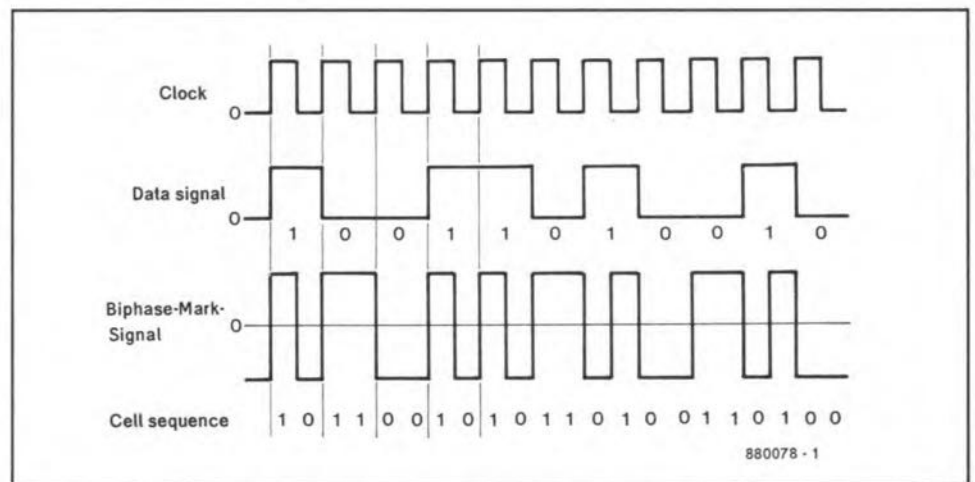 Clock
0
Data signal
0
1 0 0 1 1 0 1 0 0 1 0
Biphase-Mark-
Signal
0
Cell sequence
1 0 1 1 0 0 1 0 1 0 1 1 0 1 0 0 1 1 0 1 0 0
880078 - 1